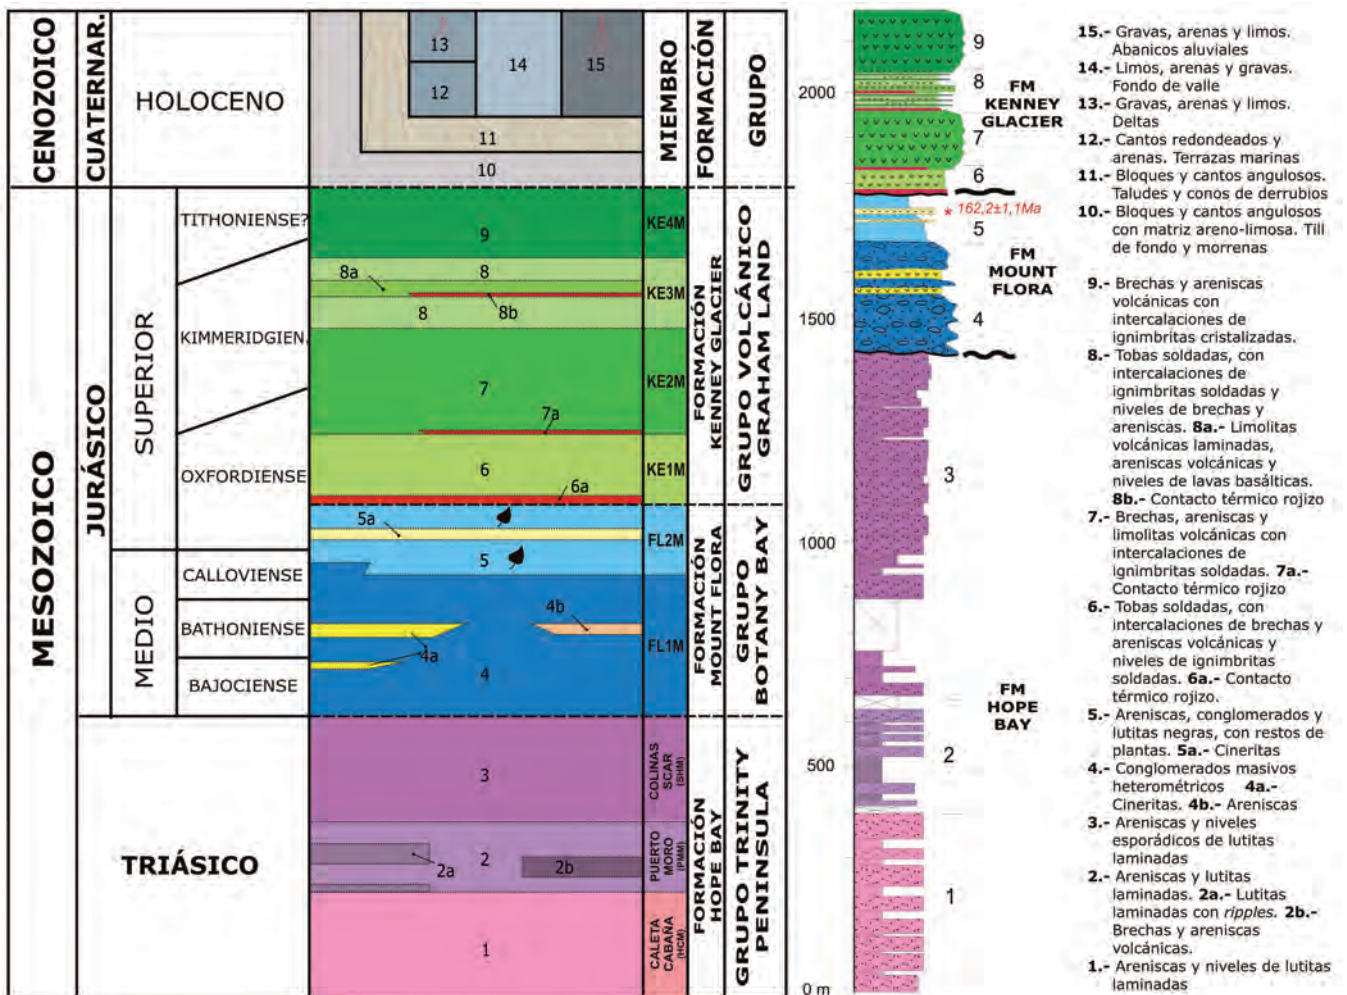 CENOZOICO
CUATERNAR.
HOLOCENO
13
12
14
15
11
10
MIEMBRO
FORMACIÓN
GRUPO
MESOZOICO
JURÁSICO
SUPERIOR
TITHONIENSE?
KIMMERIDGIEN.
OXFORDIENSE
MEDIO
CALLOVIENSE
BATHONIENSE
BAJOCIENSE
TRIÁSICO
9
8a
8
8
8b
7
7a
6
6a
5a
5
4b
4a
4
3
2
2a
2b
1
KE4M
KE3M
KE2M
KE1M
FL2M
FL1M
COLINAS
SCAR
(SHM)
PUERTO
MORO
(PMM)
CALETA
CABAÑA
(HCM)
FORMACIÓN
KENNEY GLACIER
FORMACIÓN
MOUNT FLORA
FORMACIÓN
HOPE BAY
GRUPO VOLCÁNICO
GRAHAM LAND
GRUPO
BOTANY BAY
GRUPO TRINITY
PENINSULA
2000
1500
1000
500
0 m
9
8
7
6
5
4
3
2
1
* 162,2±1,1Ma
FM
KENNEY
GLACIER
FM
MOUNT
FLORA
FM
HOPE
BAY
15.- Gravas, arenas y limos.
Abanicos aluviales
14.- Limos, arenas y gravas.
Fondo de valle
13.- Gravas, arenas y limos.
Deltas
12.- Cantos redondeados y
arenas. Terrazas marinas
11.- Bloques y cantos angulosos.
Taludes y conos de derrubios
10.- Bloques y cantos angulosos
con matriz areno-limosa. Till
de fondo y morrenas
9.- Brechas y areniscas
volcánicas con
intercalaciones de
ignimbritas cristalizadas.
8.- Tobas soldadas, con
intercalaciones de
ignimbritas soldadas y
niveles de brechas y
areniscas. 8a.- Limolitas
volcánicas laminadas,
areniscas volcánicas y
niveles de lavas basálticas.
8b.- Contacto térmico rojizo
7.- Brechas, areniscas y
limolitas volcánicas con
intercalaciones de
ignimbritas soldadas. 7a.-
Contacto térmico rojizo
6.- Tobas soldadas, con
intercalaciones de brechas y
areniscas volcánicas y
niveles de ignimbritas
soldadas. 6a.- Contacto
térmico rojizo.
5.- Areniscas, conglomerados y
lutitas negras, con restos de
plantas. 5a.- Cineritas
4.- Conglomerados masivos
heterométricos 4a.-
Cineritas. 4b.- Areniscas
3.- Areniscas y niveles
esporádicos de lutitas
laminadas
2.- Areniscas y lutitas
laminadas. 2a.- Lutitas
laminadas con ripples. 2b.-
Brechas y areniscas
volcánicas.
1.- Areniscas y niveles de lutitas
laminadas